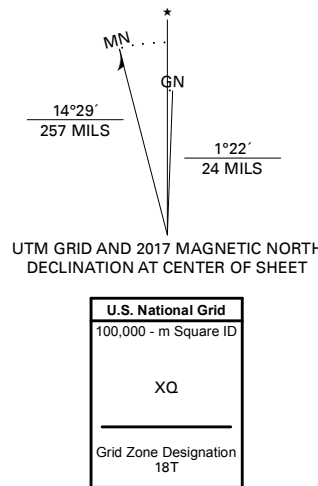 ★
MN
GN
14°29´
257 MILS
1°22´
24 MILS
UTM GRID AND 2017 MAGNETIC NORTH
DECLINATION AT CENTER OF SHEET
U.S. National Grid
100,000 - m Square ID
XQ
Grid Zone Designation
18T